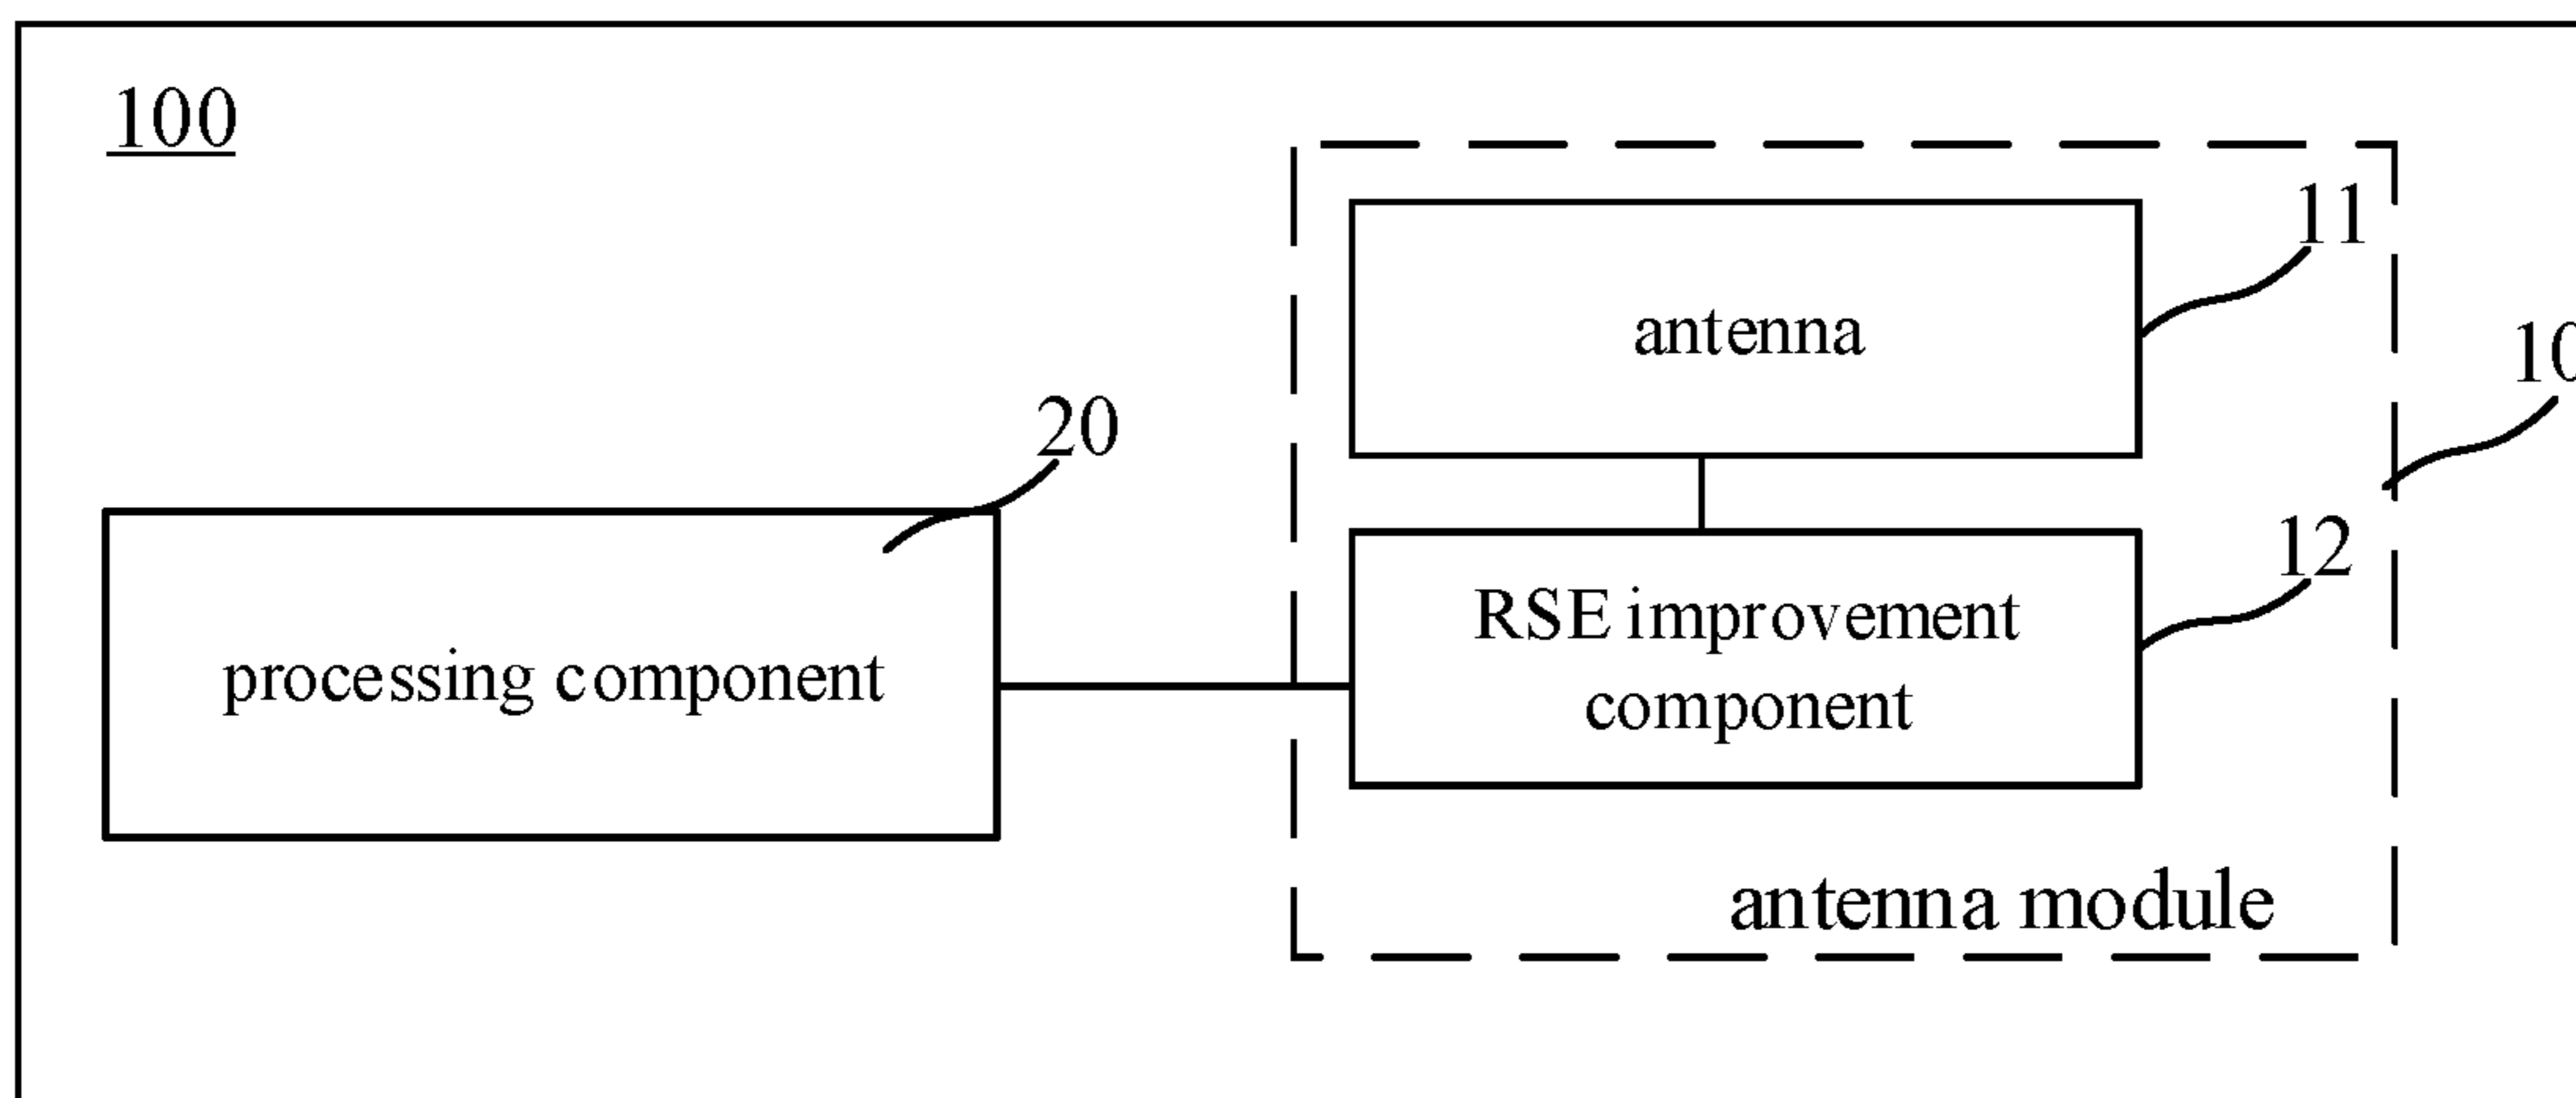 100
11
antenna
10
20
12
RSE improvement
component
processing component
antenna module